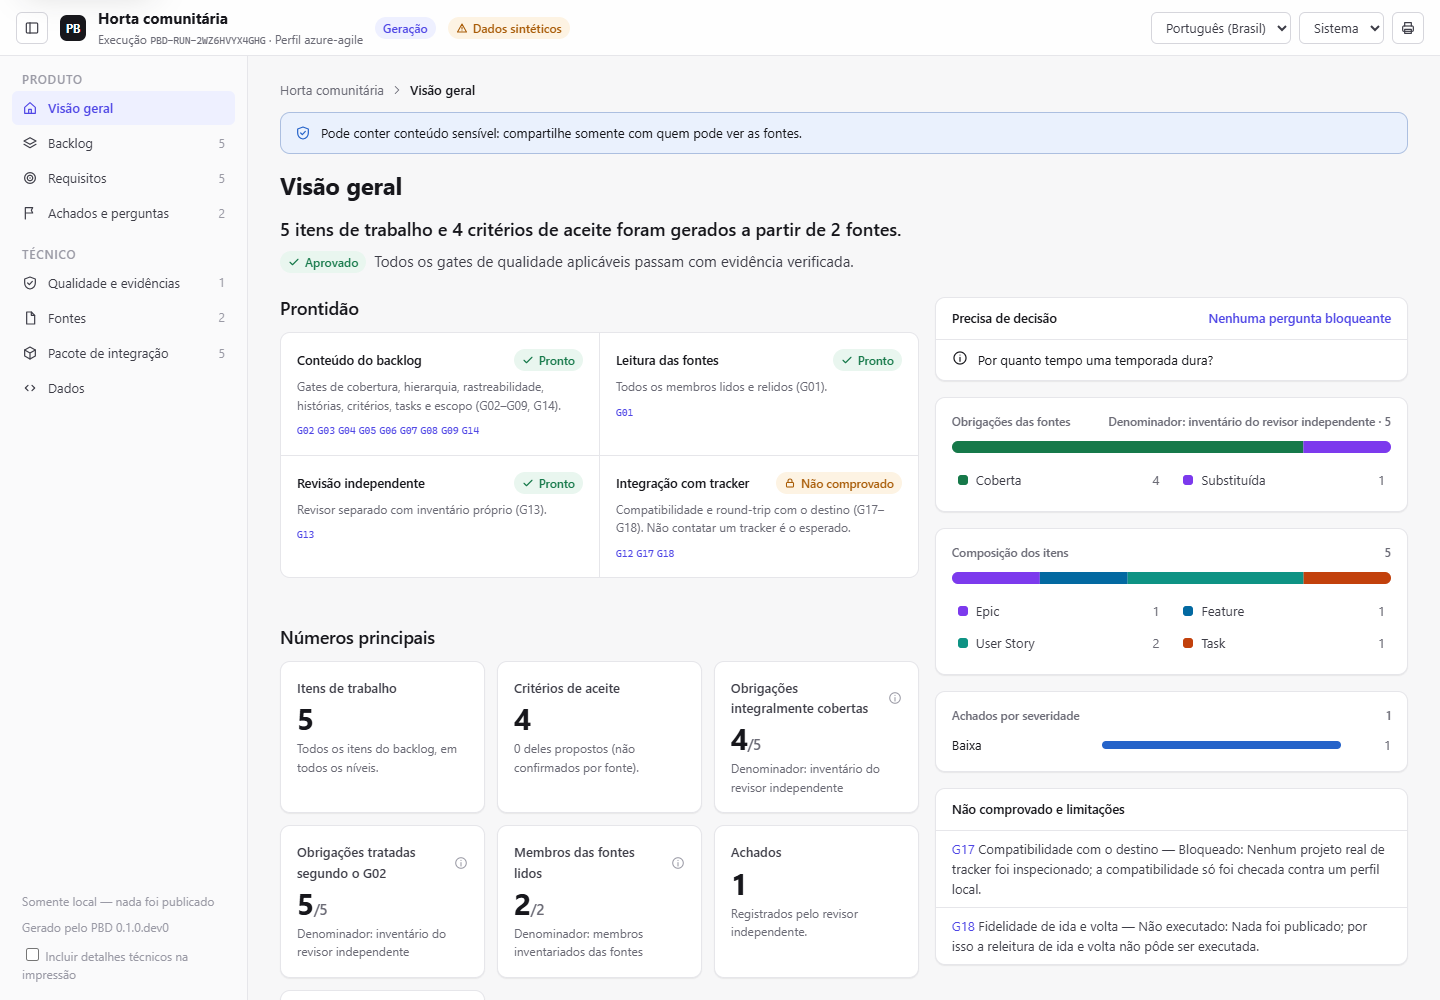 PB
Horta comunitária
Execução PBD-RUN-2WZ6HVYX4GHG · Perfil azure-agile
Geração
Dados sintéticos
Português (Brasil)
Sistema
PRODUTO
Visão geral
Backlog 5
Requisitos 5
Achados e perguntas 2
TÉCNICO
Qualidade e evidências 1
Fontes 2
Pacote de integração 5
Dados
Somente local — nada foi publicado
Gerado pelo PBD 0.1.0.dev0
Incluir detalhes técnicos na
impressão
Horta comunitária > Visão geral
Pode conter conteúdo sensível: compartilhe somente com quem pode ver as fontes.
Visão geral
5 itens de trabalho e 4 critérios de aceite foram gerados a partir de 2 fontes.
Aprovado Todos os gates de qualidade aplicáveis passam com evidência verificada.
Prontidão
Conteúdo do backlog Pronto
Gates de cobertura, hierarquia, rastreabilidade,
histórias, critérios, tasks e escopo (G02–G09, G14).
G02 G03 G04 G05 G06 G07 G08 G09 G14
Leitura das fontes Pronto
Todos os membros lidos e relidos (G01).
G01
Revisão independente Pronto
Revisor separado com inventário próprio (G13).
G13
Integração com tracker Não comprovado
Compatibilidade e round-trip com o destino (G17–
G18). Não contatar um tracker é o esperado.
G12 G17 G18
Números principais
Itens de trabalho
5
Todos os itens do backlog, em
todos os níveis.
Critérios de aceite
4
0 deles propostos (não
confirmados por fonte).
Obrigações
integralmente cobertas
4/5
Denominador: inventário do
revisor independente
Obrigações tratadas
segundo o G02
5/5
Denominador: inventário do
revisor independente
Membros das fontes
lidos
2/2
Denominador: membros
inventariados das fontes
Achados
1
Registrados pelo revisor
independente.
Precisa de decisão Nenhuma pergunta bloqueante
Por quanto tempo uma temporada dura?
Obrigações das fontes Denominador: inventário do revisor independente · 5
Coberta 4 Substituída 1
Composição dos itens 5
Epic 1 Feature 1
User Story 2 Task 1
Achados por severidade 1
Baixa 1
Não comprovado e limitações
G17 Compatibilidade com o destino — Bloqueado: Nenhum projeto real de
tracker foi inspecionado; a compatibilidade só foi checada contra um perfil
local.
G18 Fidelidade de ida e volta — Não executado: Nada foi publicado; por
isso a releitura de ida e volta não pôde ser executada.